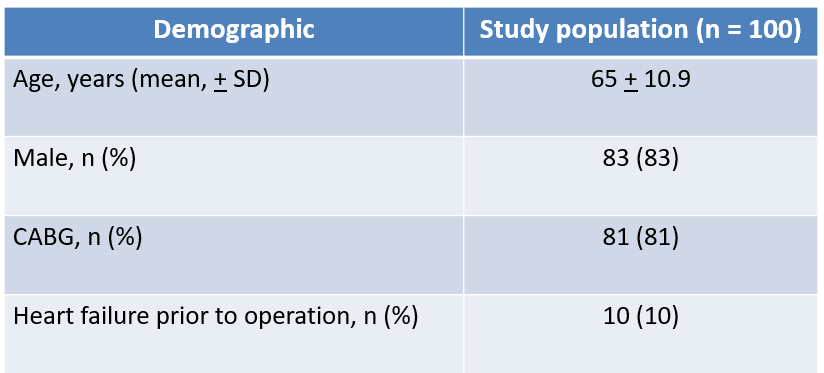 Demographic
Study population (n = 100)
Age, years (mean, + SD)
65 + 10.9
Male, n (%)
83 (83)
CABG, n (%)
81 (81)
Heart failure prior to operation, n (%)
10 (10)